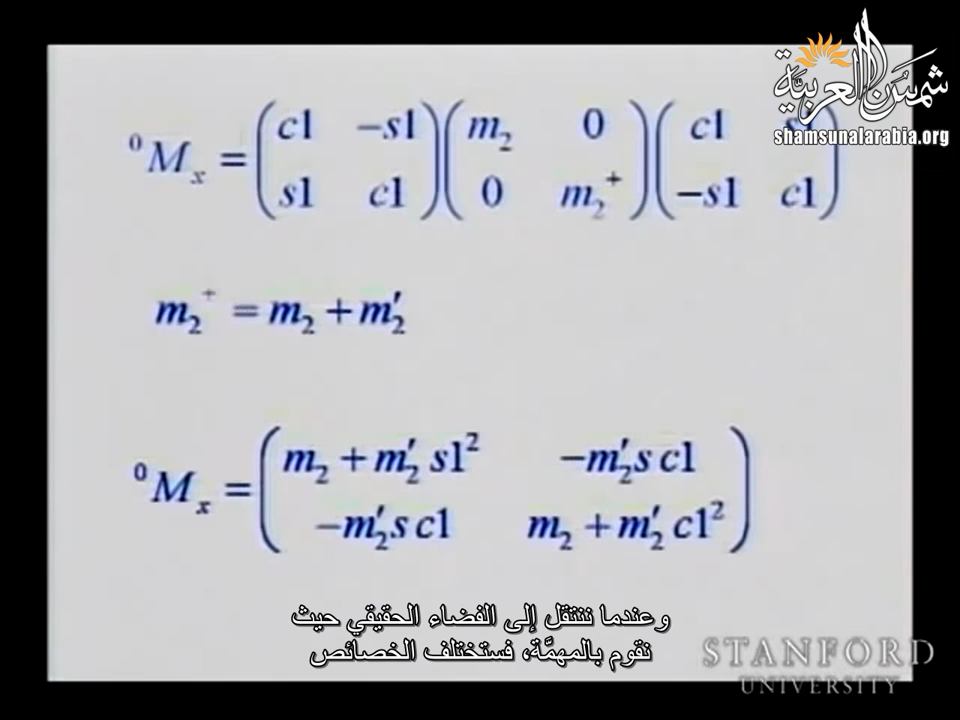 شمس العربية
shamsunalarabia.org
⁰Mₓ = (c1 −s1; s1 c1)(m₂ 0; 0 m₂⁺)(c1 s1; −s1 c1)
m₂⁺ = m₂ + m′₂
⁰Mₓ = (m₂ + m′₂ s1² −m′₂s c1; −m′₂s c1 m₂ + m′₂ c1²)
وعندما ننتقل إلى الفضاء الحقيقي حيث
نقوم بالمهمَّة، فستختلف الخصائص
STANFORD
UNIVERSITY